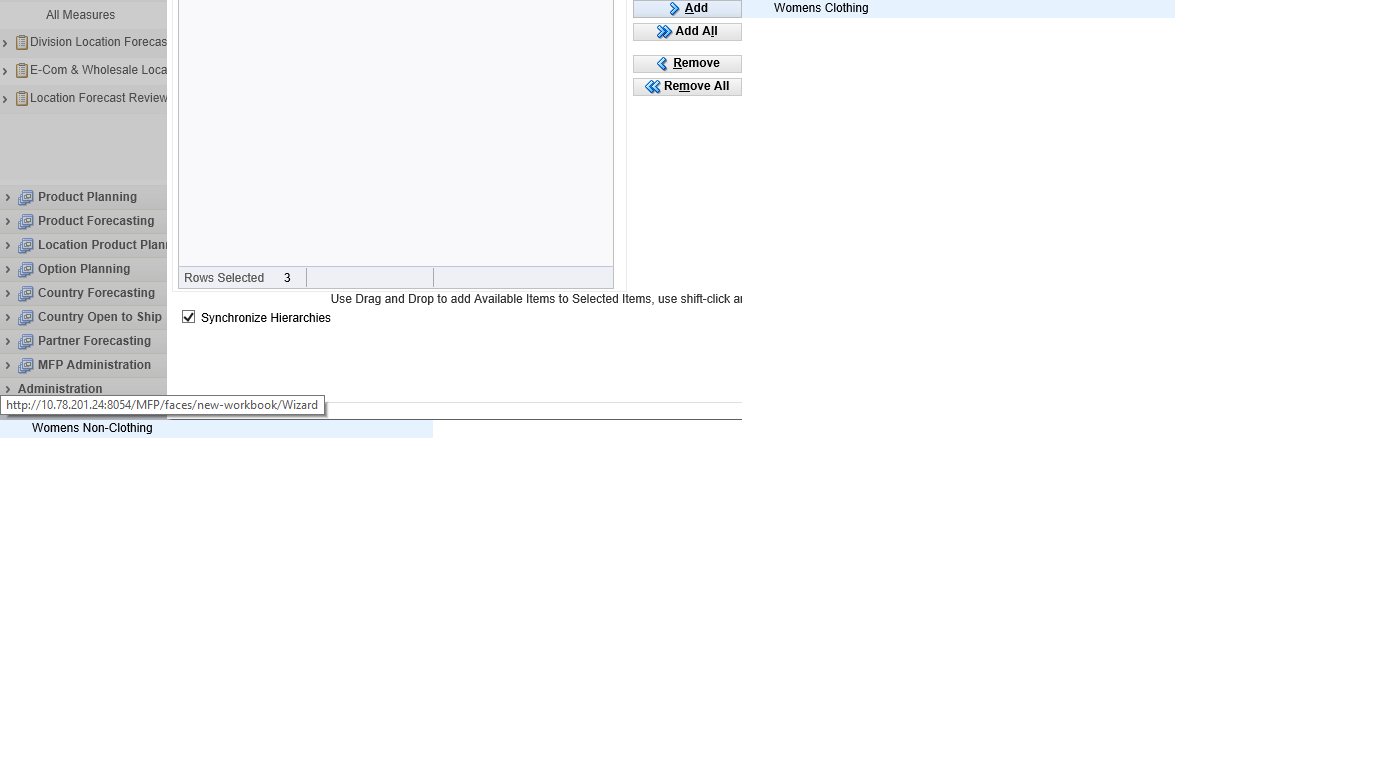 All Measures
Division Location Forecas
E-Com & Wholesale Loca
Location Forecast Review
Product Planning
Product Forecasting
Location Product Plan
Option Planning
Country Forecasting
Country Open to Ship
Partner Forecasting
MFP Administration
Administration
http://10.78.201.24:8054/MFP/faces/new-workbook/Wizard
Womens Non-Clothing
Rows Selected 3
Use Drag and Drop to add Available Items to Selected Items, use shift-click a
Synchronize Hierarchies
Add
Add All
Remove
Remove All
Womens Clothing